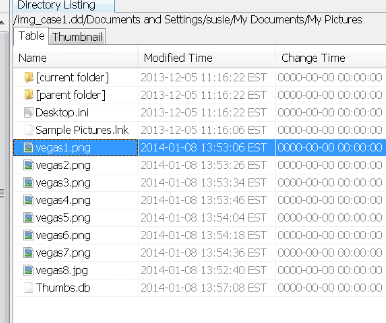 Directory Listing
/img_case1.dd/Documents and Settings/susie/My Documents/My Pictures
Table Thumbnail
Name Modified Time Change Time
[current folder] 2013-12-05 11:16:22 EST 0000-00-00 00:00:00
[parent folder] 2013-12-05 11:16:22 EST 0000-00-00 00:00:00
Desktop.ini 2013-12-05 11:16:22 EST 0000-00-00 00:00:00
Sample Pictures.lnk 2013-12-05 11:16:06 EST 0000-00-00 00:00:00
vegas1.png 2014-01-08 13:53:06 EST 0000-00-00 00:00:00
vegas2.png 2014-01-08 13:53:26 EST 0000-00-00 00:00:00
vegas3.png 2014-01-08 13:53:34 EST 0000-00-00 00:00:00
vegas4.png 2014-01-08 13:53:46 EST 0000-00-00 00:00:00
vegas5.png 2014-01-08 13:54:04 EST 0000-00-00 00:00:00
vegas6.png 2014-01-08 13:54:18 EST 0000-00-00 00:00:00
vegas7.png 2014-01-08 13:54:36 EST 0000-00-00 00:00:00
vegas8.jpg 2014-01-08 13:52:40 EST 0000-00-00 00:00:00
Thumbs.db 2014-01-08 13:57:08 EST 0000-00-00 00:00:00